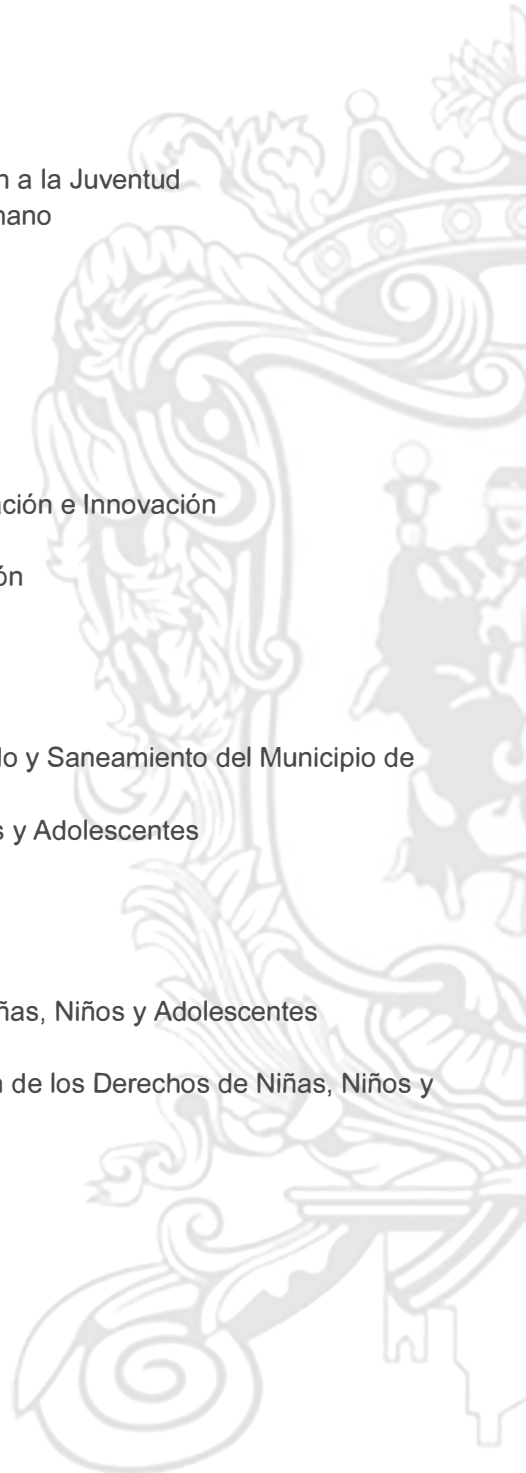 n a la Juventud
nano
ación e Innovación
ón
do y Saneamiento del Municipio de
s y Adolescentes
ñas, Niños y Adolescentes
n de los Derechos de Niñas, Niños y